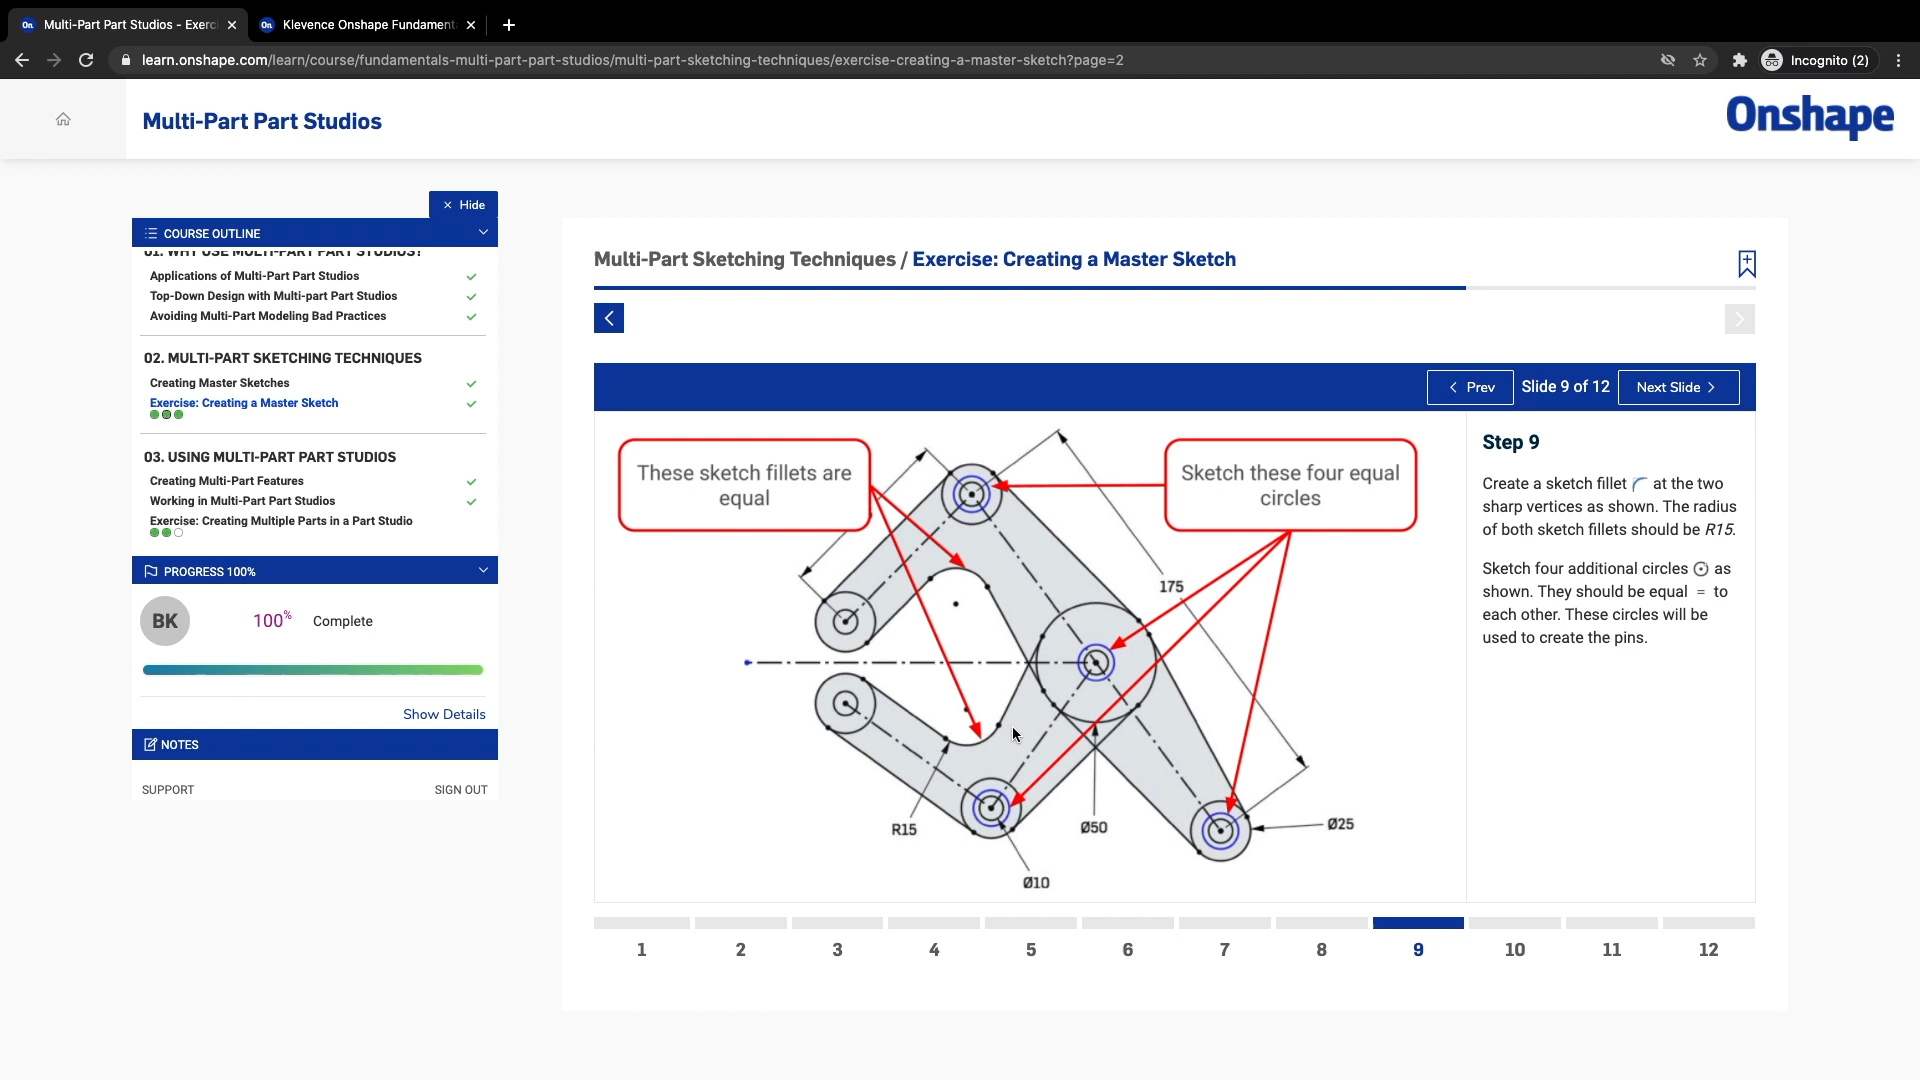 Multi-Part Part Studios - Exerc
Klevence Onshape Fundament
learn.onshape.com/learn/course/fundamentals-multi-part-part-studios/multi-part-sketching-techniques/exercise-creating-a-master-sketch?page=2
Incognito (2)
Multi-Part Part Studios
Onshape
× Hide
COURSE OUTLINE
01. WHY USE MULTI-PART PART STUDIOS?
Applications of Multi-Part Part Studios
Top-Down Design with Multi-part Part Studios
Avoiding Multi-Part Modeling Bad Practices
02. MULTI-PART SKETCHING TECHNIQUES
Creating Master Sketches
Exercise: Creating a Master Sketch
03. USING MULTI-PART PART STUDIOS
Creating Multi-Part Features
Working in Multi-Part Part Studios
Exercise: Creating Multiple Parts in a Part Studio
PROGRESS 100%
BK
100% Complete
Show Details
NOTES
SUPPORT
SIGN OUT
Multi-Part Sketching Techniques / Exercise: Creating a Master Sketch
Prev
Slide 9 of 12
Next Slide
These sketch fillets are
equal
Sketch these four equal
circles
175
R15
Ø50
Ø25
Ø10
Step 9
Create a sketch fillet at the two
sharp vertices as shown. The radius
of both sketch fillets should be R15.
Sketch four additional circles as
shown. They should be equal = to
each other. These circles will be
used to create the pins.
1 2 3 4 5 6 7 8 9 10 11 12